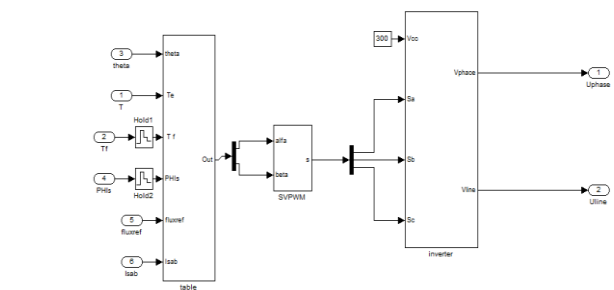 3
theta
theta
1
T
Te
Hold1
2
Tf
T f
4
PHIs
Hold2
PHIs
5
fluxref
fluxref
6
Isab
Isab
Out
table
alfa
beta
s
SVPWM
300
Vcc
Sa
Sb
Sc
Vphace
Vline
inverter
1
Uphase
2
Uline